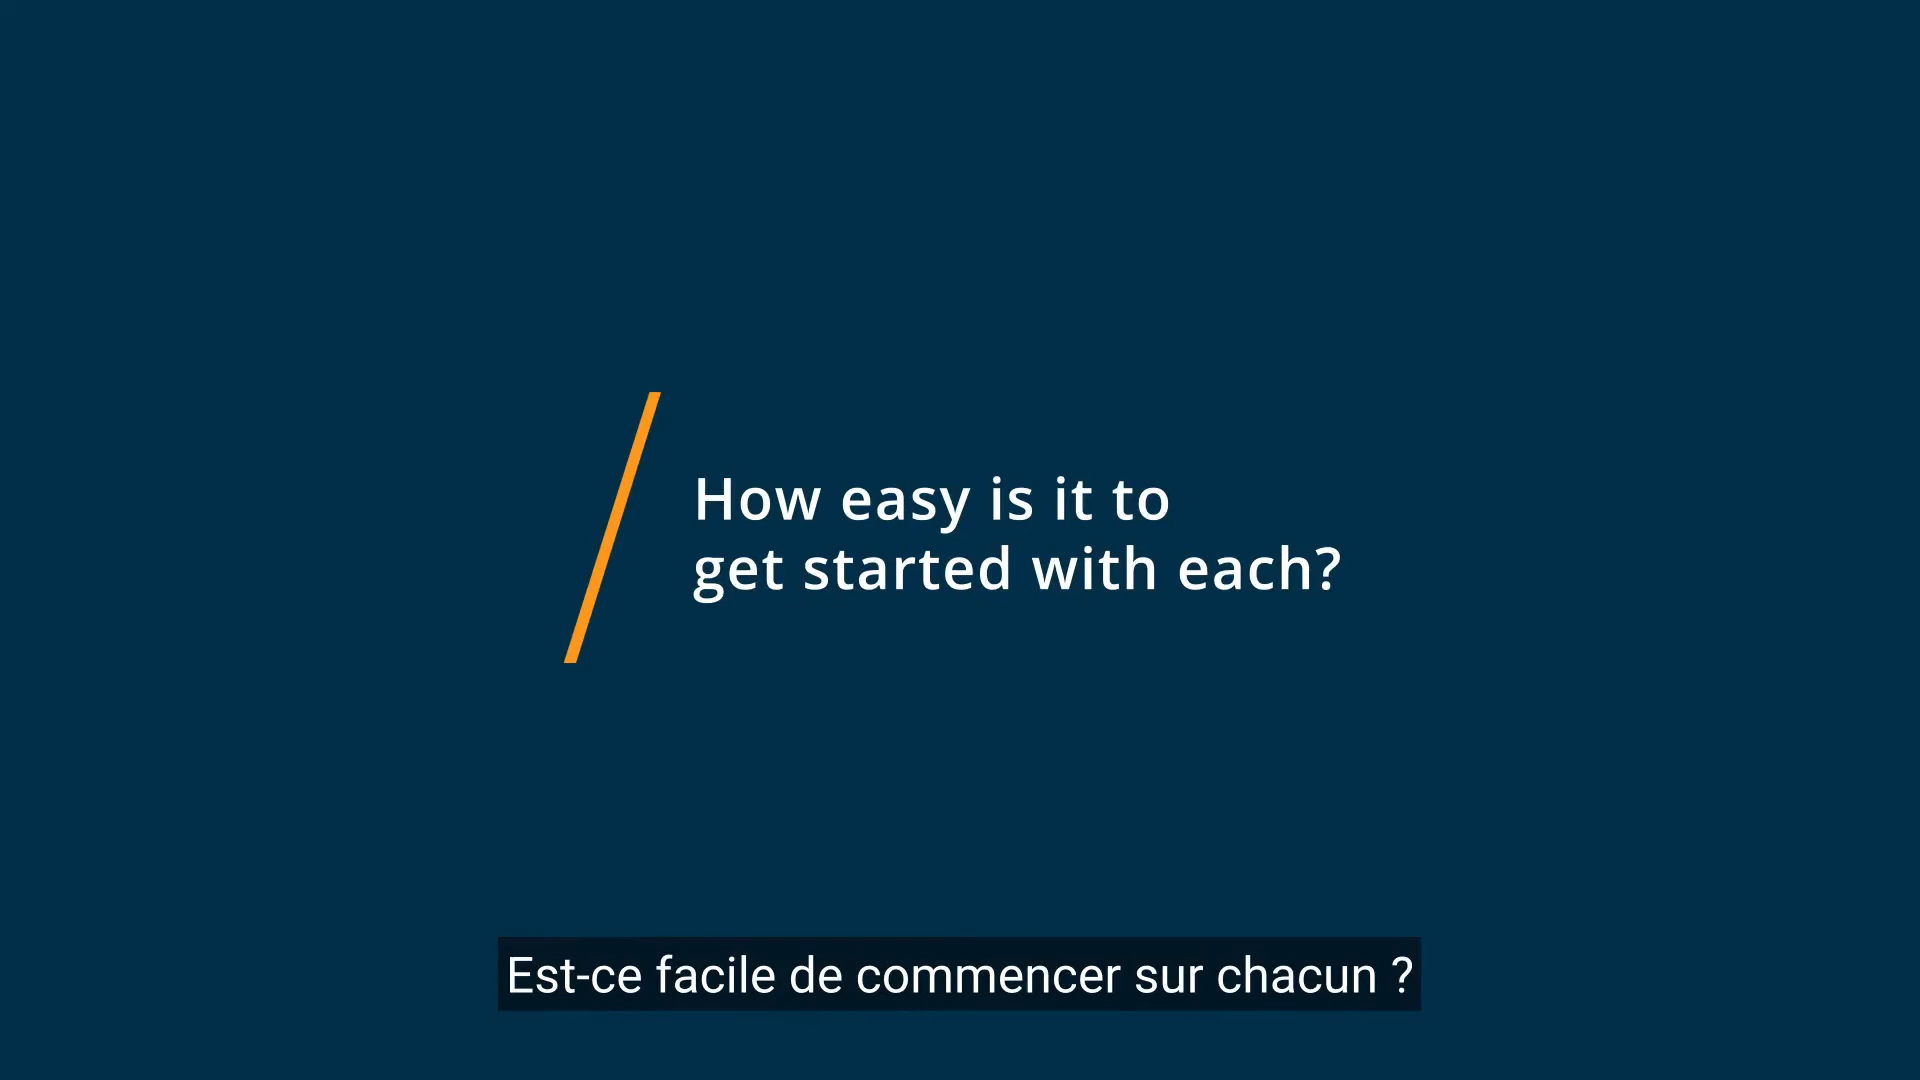 How easy is it to
get started with each?
Est-ce facile de commencer sur chacun ?